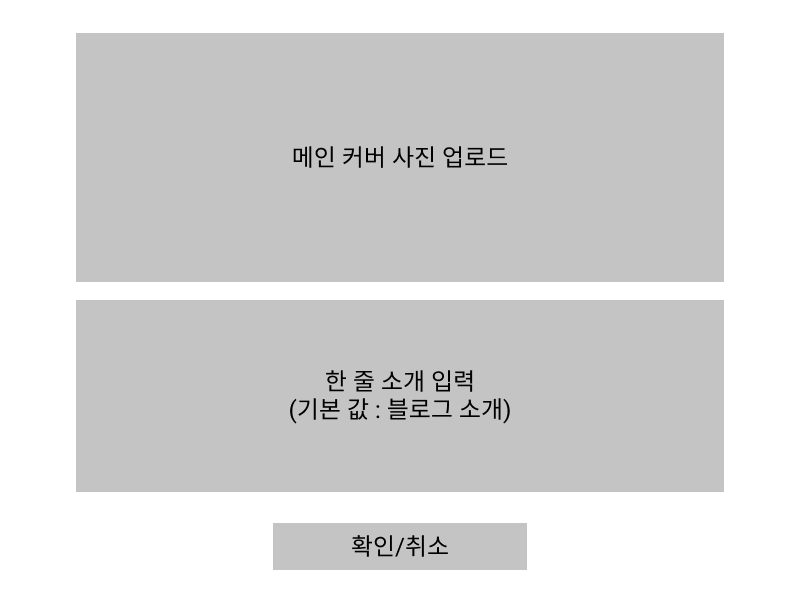 메인 커버 사진 업로드
한 줄 소개 입력
(기본 값 : 블로그 소개)
확인/취소